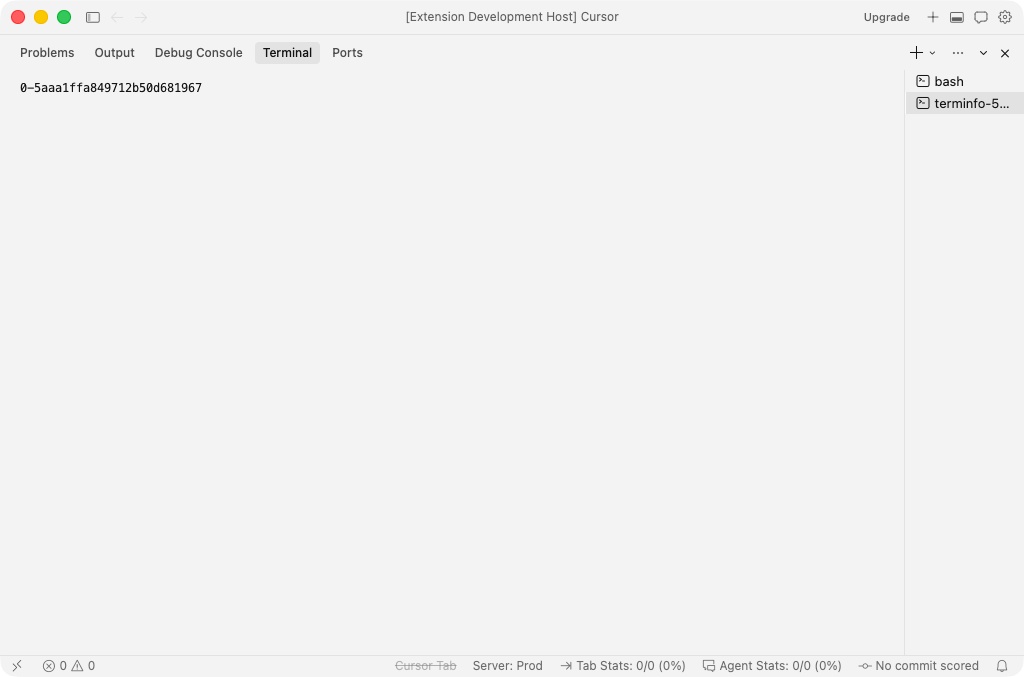 [Extension Development Host] Cursor
Upgrade
Problems Output Debug Console Terminal Ports
0-5aaa1ffa849712b50d681967
bash
terminfo-5...
0 0 Cursor Tab Server: Prod Tab Stats: 0/0 (0%) Agent Stats: 0/0 (0%) No commit scored